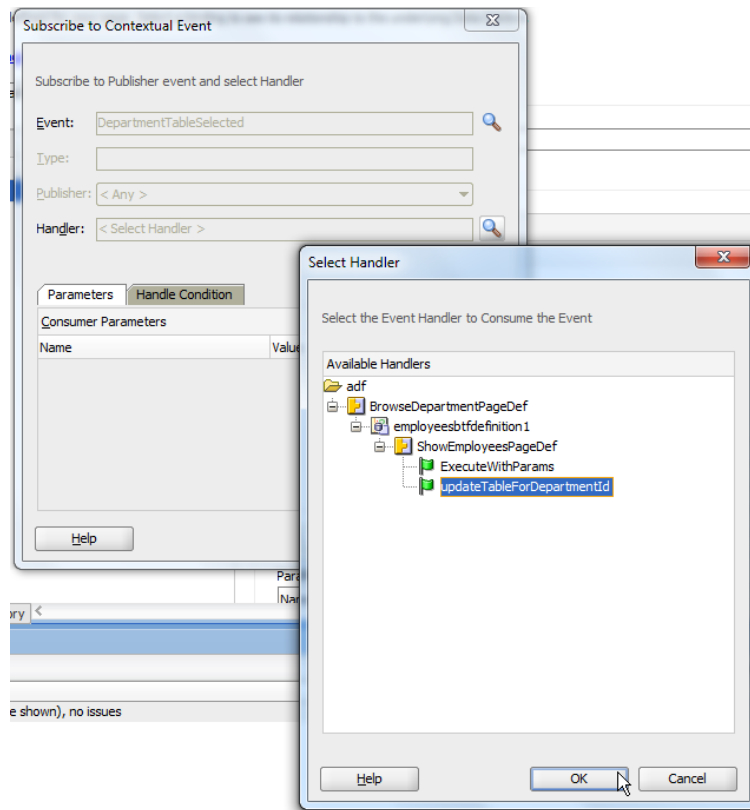 Subscribe to Contextual Event
Subscribe to Publisher event and select Handler
Event: DepartmentTableSelected
Type:
Publisher: < Any >
Handler: < Select Handler >
Parameters Handle Condition
Consumer Parameters
Name Value
Help
Select Handler
Select the Event Handler to Consume the Event
Available Handlers
adf
BrowseDepartmentPageDef
employeesbtfdefinition1
ShowEmployeesPageDef
ExecuteWithParams
updateTableForDepartmentId
Help OK Cancel
Para
Nar
ory
e shown), no issues